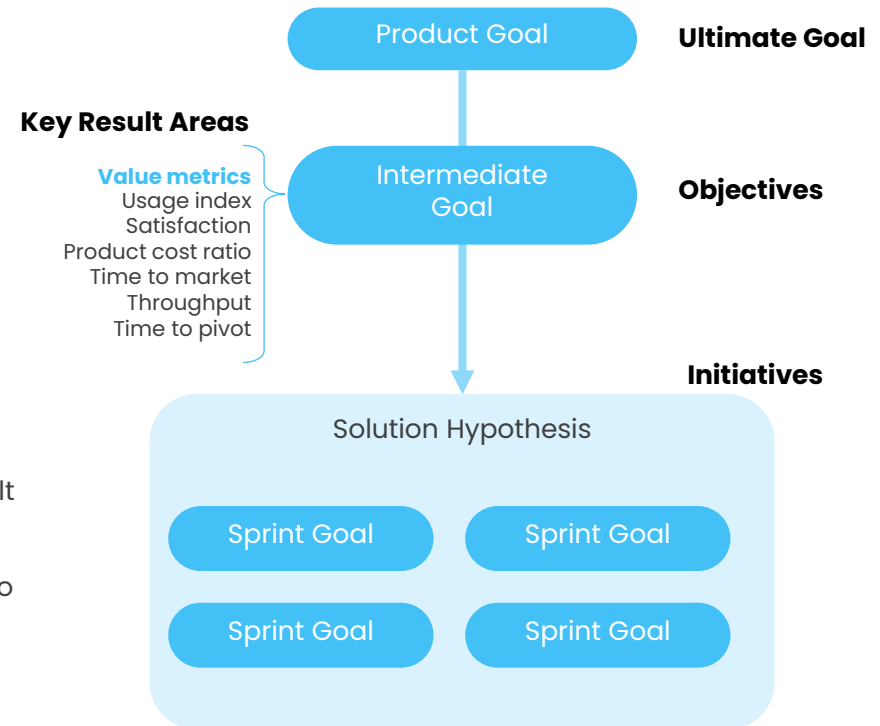 Product Goal
Ultimate Goal
Key Result Areas
Value metrics
Usage index
Satisfaction
Product cost ratio
Time to market
Throughput
Time to pivot
Intermediate
Goal
Objectives
Initiatives
Solution Hypothesis
lt
Sprint Goal
Sprint Goal
o
Sprint Goal
Sprint Goal